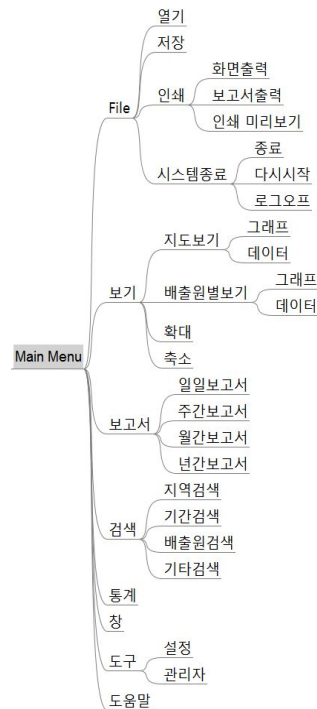 Main Menu
File
열기
저장
인쇄
화면출력
보고서출력
인쇄 미리보기
시스템종료
종료
다시시작
로그오프
보기
지도보기
그래프
데이터
배출원별보기
그래프
데이터
확대
축소
보고서
일일보고서
주간보고서
월간보고서
년간보고서
검색
지역검색
기간검색
배출원검색
기타검색
통계
창
도구
설정
관리자
도움말